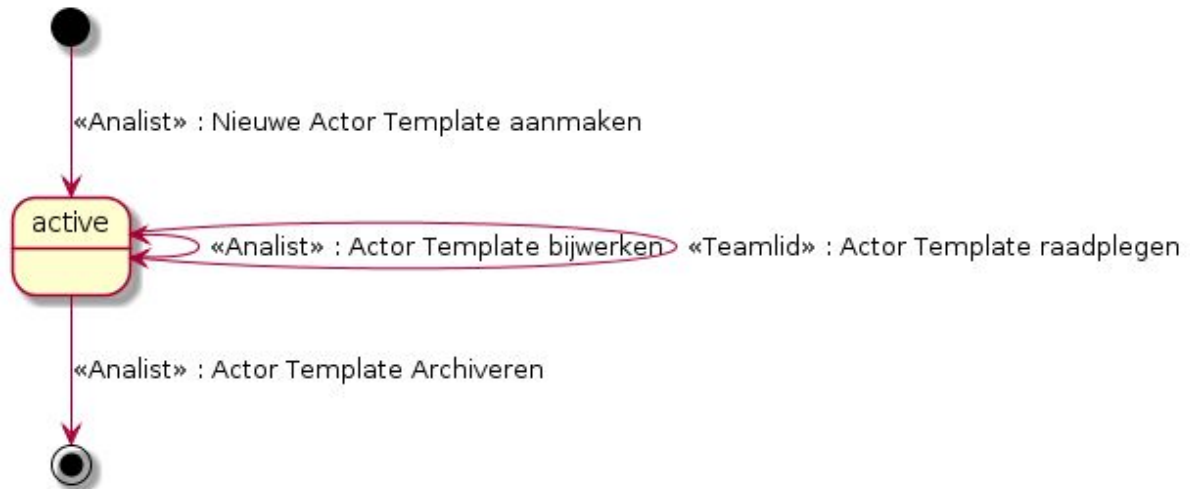 «Analist» : Nieuwe Actor Template aanmaken
active
«Analist» : Actor Template bijwerken
«Teamlid» : Actor Template raadplegen
«Analist» : Actor Template Archiveren